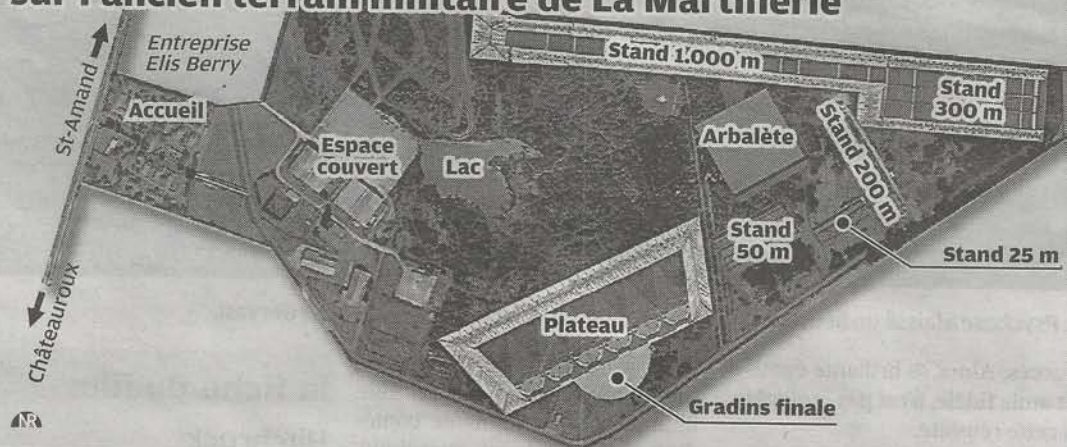 sur l'ancien terrain militaire de La Martinerie
Entreprise
Elis Berry
St-Amand
Accueil
Espace
couvert
Lac
Stand 1.000 m
Stand
300 m
Arbalète
Stand 200 m
Stand
50 m
Stand 25 m
Plateau
Gradins finale
Châteauroux
NR